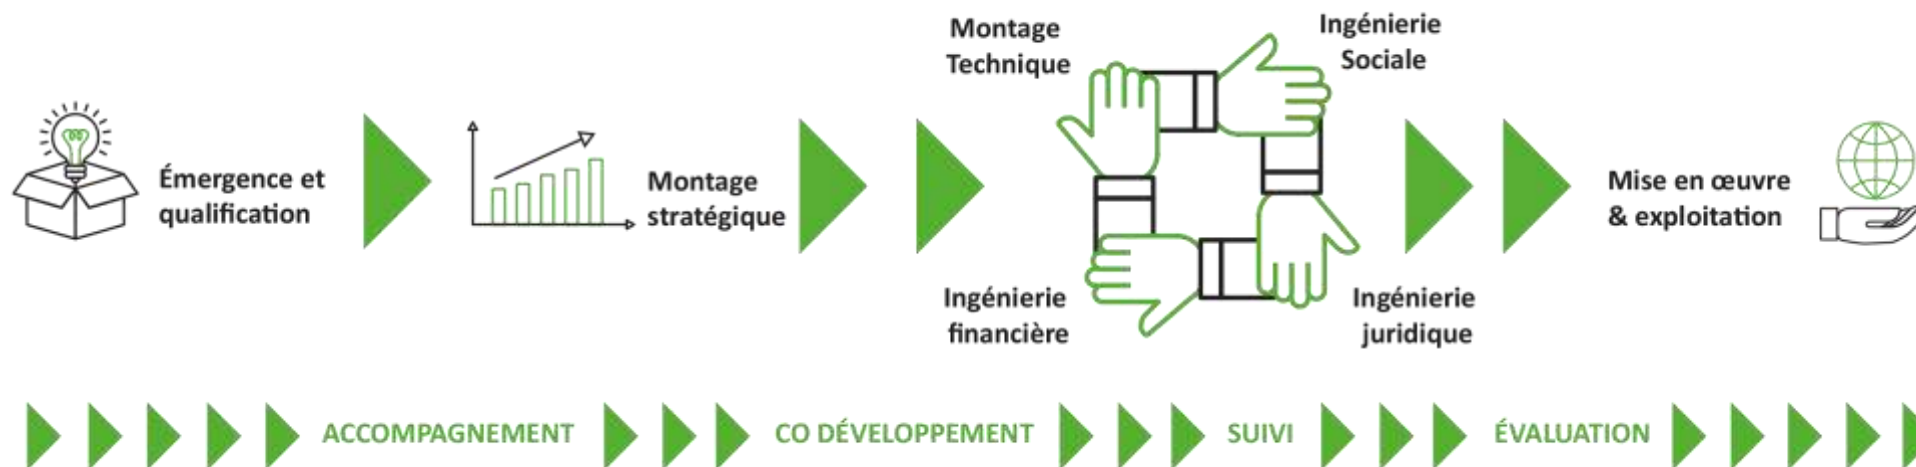 Émergence et
qualification
Montage
stratégique
Montage
Technique
Ingénierie
Sociale
Ingénierie
financière
Ingénierie
juridique
Mise en œuvre
& exploitation
ACCOMPAGNEMENT
CO DÉVELOPPEMENT
SUIVI
ÉVALUATION